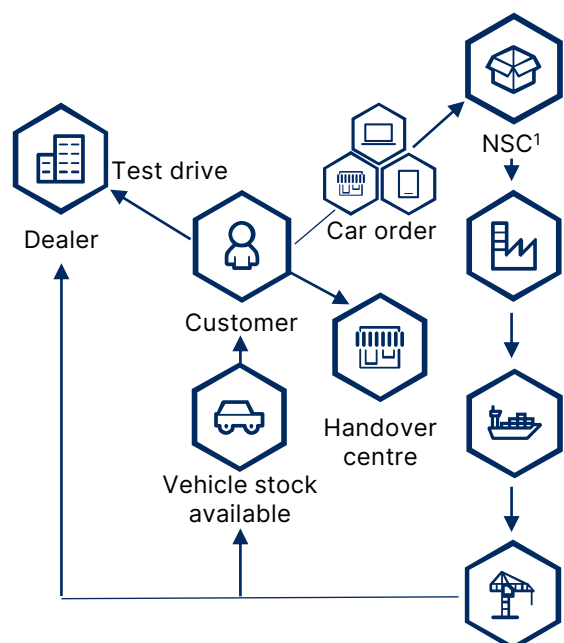 NSC¹
Test drive
Car order
Dealer
Customer
Handover
centre
Vehicle stock
available